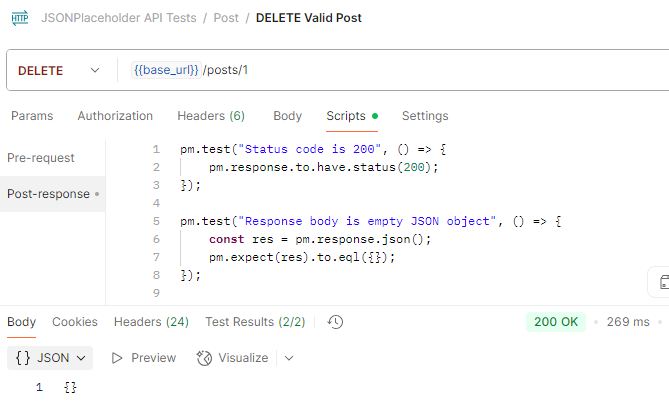 HTTP JSONPlaceholder API Tests / Post / DELETE Valid Post
DELETE {{base_url}}/posts/1
Params Authorization Headers (6) Body Scripts Settings
Pre-request
Post-response
1 pm.test("Status code is 200", () => {
2 pm.response.to.have.status(200);
3 });
4
5 pm.test("Response body is empty JSON object", () => {
6 const res = pm.response.json();
7 pm.expect(res).to.eql({});
8 });
9
Body Cookies Headers (24) Test Results (2/2) 200 OK • 269 ms •
{} JSON Preview Visualize
1 {}